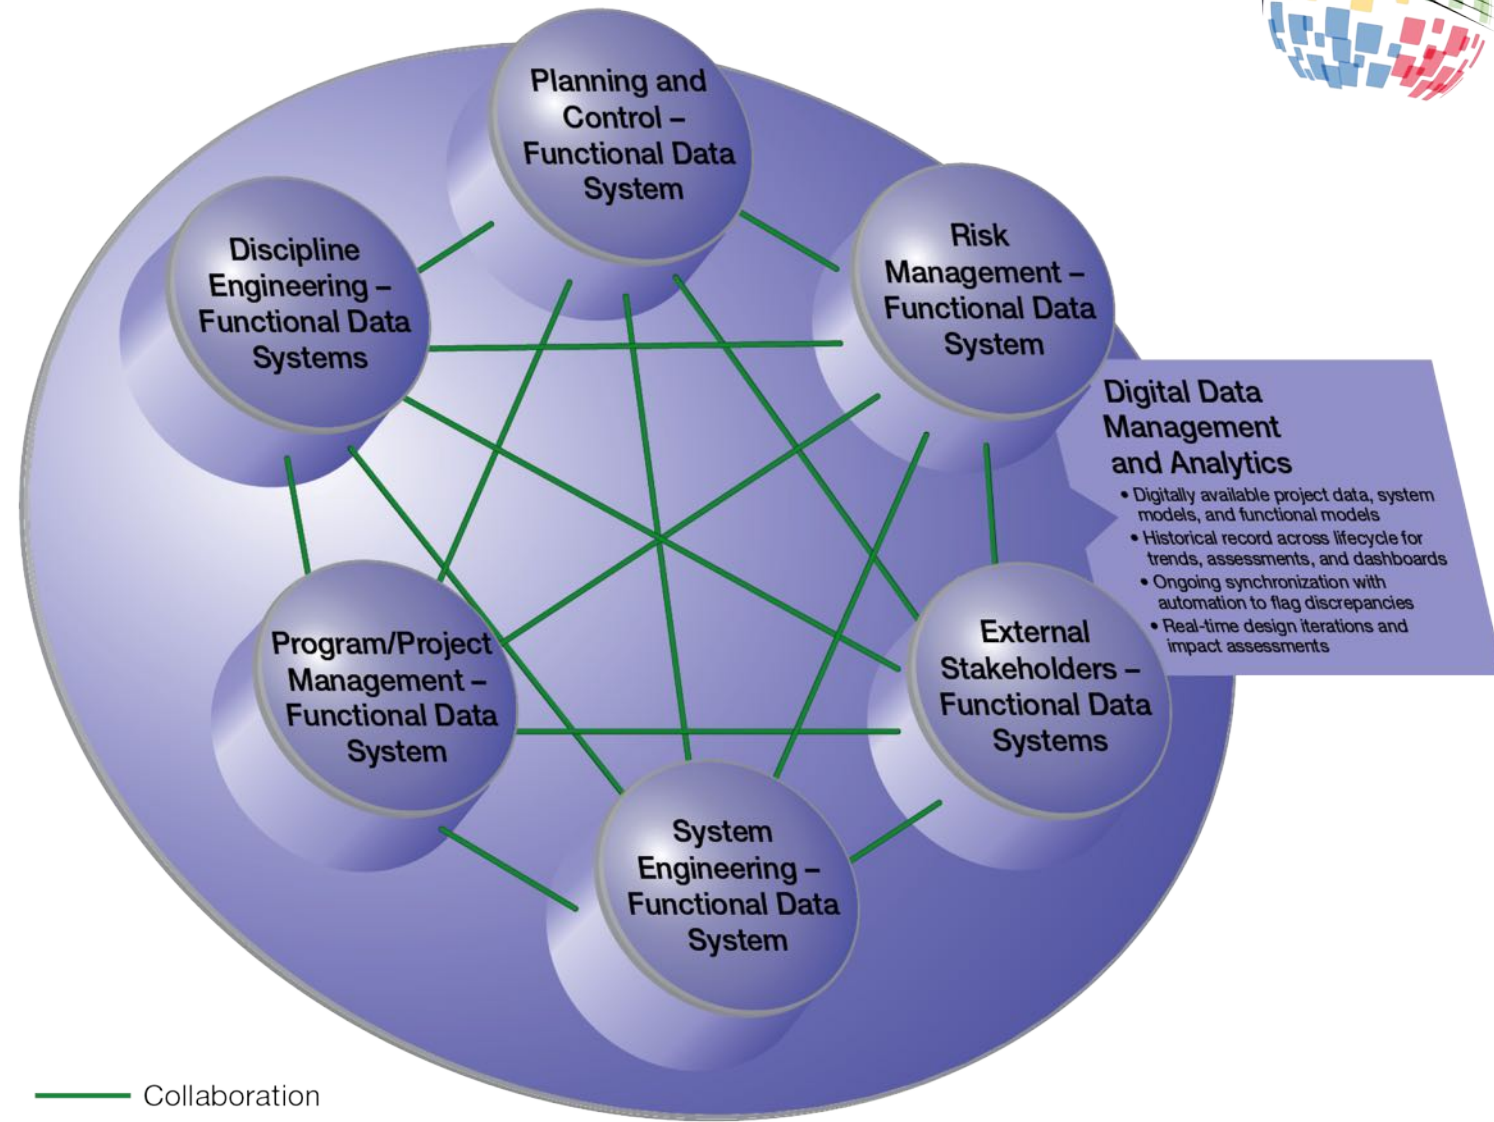 Planning and
Control –
Functional Data
System
Discipline
Engineering –
Functional Data
Systems
Risk
Management –
Functional Data
System
Digital Data
Management
and Analytics
• Digitally available project data, system
models, and functional models
• Historical record across lifecycle for
trends, assessments, and dashboards
• Ongoing synchronization with
automation to flag discrepancies
• Real-time design iterations and
impact assessments
Program/Project
Management –
Functional Data
System
External
Stakeholders –
Functional Data
Systems
System
Engineering –
Functional Data
System
Collaboration